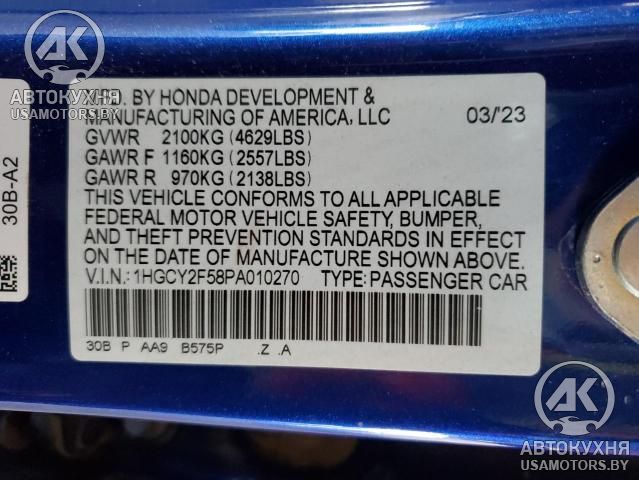 AK
АВТОКУХНЯ
USAMOTORS.BY
30B-A2
MFD. BY HONDA DEVELOPMENT &
MANUFACTURING OF AMERICA, LLC 03/'23
GVWR 2100KG (4629LBS)
GAWR F 1160KG (2557LBS)
GAWR R 970KG (2138LBS)
THIS VEHICLE CONFORMS TO ALL APPLICABLE
FEDERAL MOTOR VEHICLE SAFETY, BUMPER,
AND THEFT PREVENTION STANDARDS IN EFFECT
ON THE DATE OF MANUFACTURE SHOWN ABOVE.
V.I.N.: 1HGCY2F58PA010270 TYPE: PASSENGER CAR
30B P AA9 B575P .Z .A
AK
АВТОКУХНЯ
USAMOTORS.BY